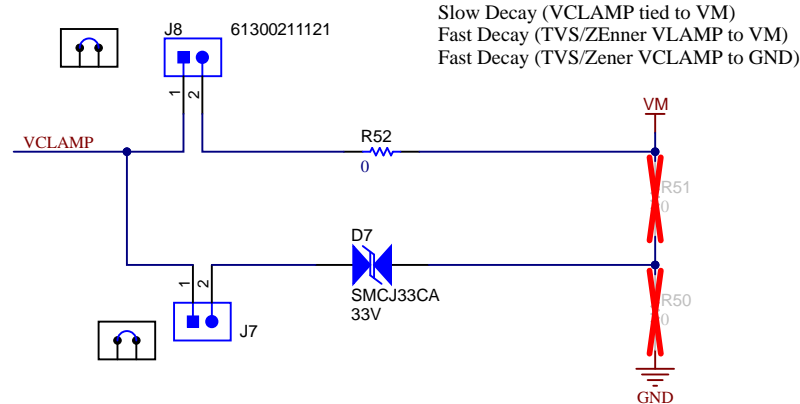 Slow Decay (VCLAMP tied to VM)
Fast Decay (TVS/ZEnner VLAMP to VM)
Fast Decay (TVS/Zener VCLAMP to GND)
J8
61300211121
1
2
VM
VCLAMP
R52
0
R51
0
D7
1
2
SMCJ33CA
33V
R50
0
J7
GND